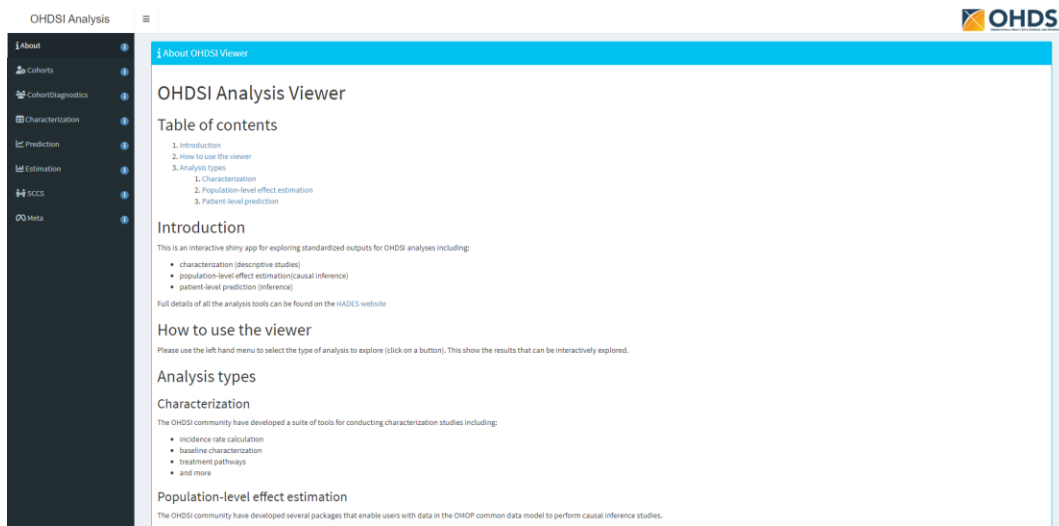 OHDSI Analysis
OHDS
About
Cohorts
CohortDiagnostics
Characterization
Prediction
Estimation
SCCS
Meta
About OHDSI Viewer
OHDSI Analysis Viewer
Table of contents
1. Introduction
2. How to use the viewer
3. Analysis types
1. Characterization
2. Population-level effect estimation
3. Patient-level prediction
Introduction
This is an interactive shiny app for exploring standardized outputs for OHDSI analyses including:
• characterization (descriptive studies)
• population-level effect estimation(causal inference)
• patient-level prediction (inference)
Full details of all the analysis tools can be found on the HADES website
How to use the viewer
Please use the left hand menu to select the type of analysis to explore (click on a button). This show the results that can be interactively explored.
Analysis types
Characterization
The OHDSI community have developed a suite of tools for conducting characterization studies including:
• incidence rate calculation
• baseline characterization
• treatment pathways
• and more
Population-level effect estimation
The OHDSI community have developed several packages that enable users with data in the OMOP common data model to perform causal inference studies.